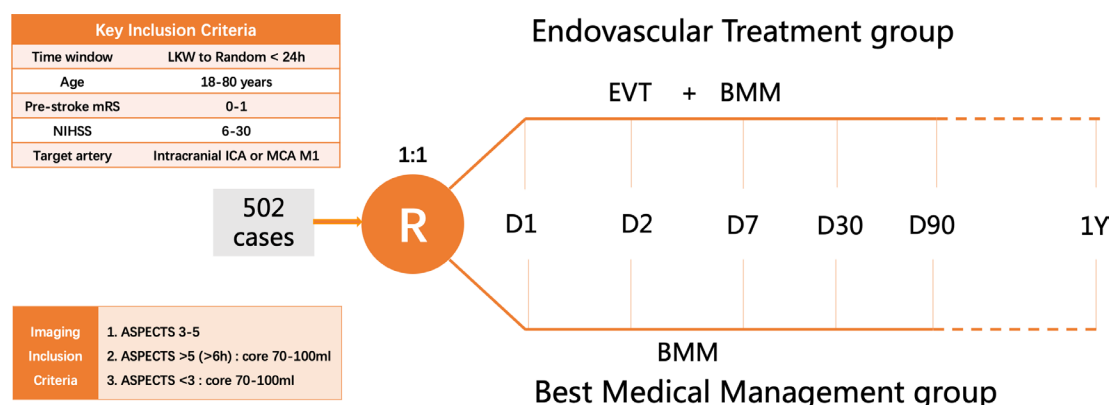 Key Inclusion Criteria
Time window LKW to Random < 24h
Age 18-80 years
Pre-stroke mRS 0-1
NIHSS 6-30
Target artery Intracranial ICA or MCA M1
Endovascular Treatment group
EVT + BMM
1:1
502
cases
R
D1 D2 D7 D30 D90 1Y
Imaging
Inclusion
Criteria
1. ASPECTS 3-5
2. ASPECTS >5 (>6h) : core 70-100ml
3. ASPECTS <3 : core 70-100ml
BMM
Best Medical Management group